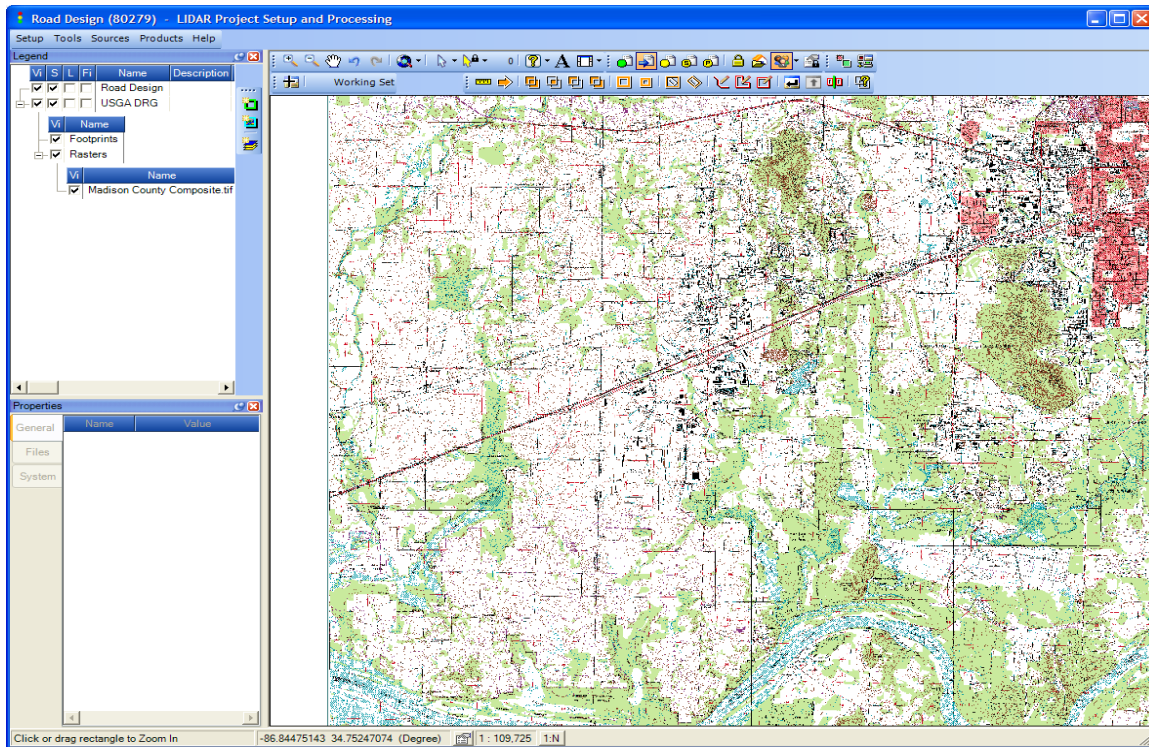 Road Design (80279) - LIDAR Project Setup and Processing
Setup Tools Sources Products Help
Legend
Vi S L Fi Name Description
Road Design
USGA DRG
Vi Name
Footprints
Rasters
Vi Name
Madison County Composite.tif
0
Working Set
Properties
General
Files
System
Name Value
Click or drag rectangle to Zoom In
-86.84475143 34.75247074 (Degree)
1 : 109,725
1:N